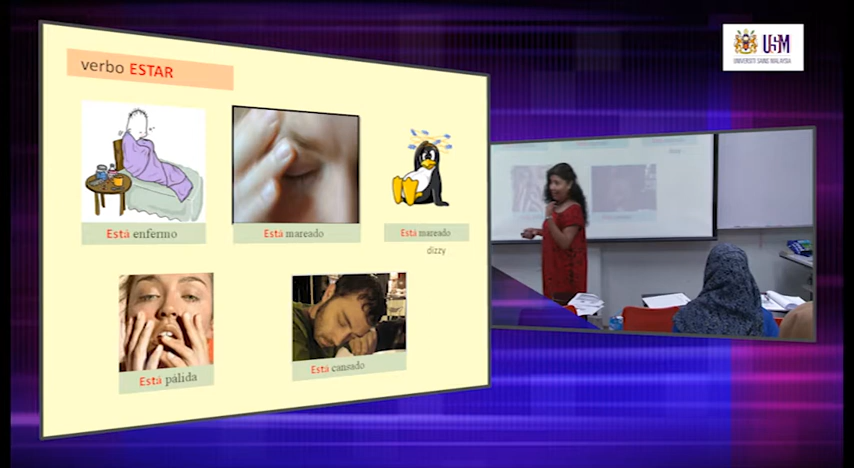 verbo ESTAR
Está enfermo
Está mareado
Está mareado
dizzy
Está pálida
Está cansado
USM
UNIVERSITI SAINS MALAYSIA